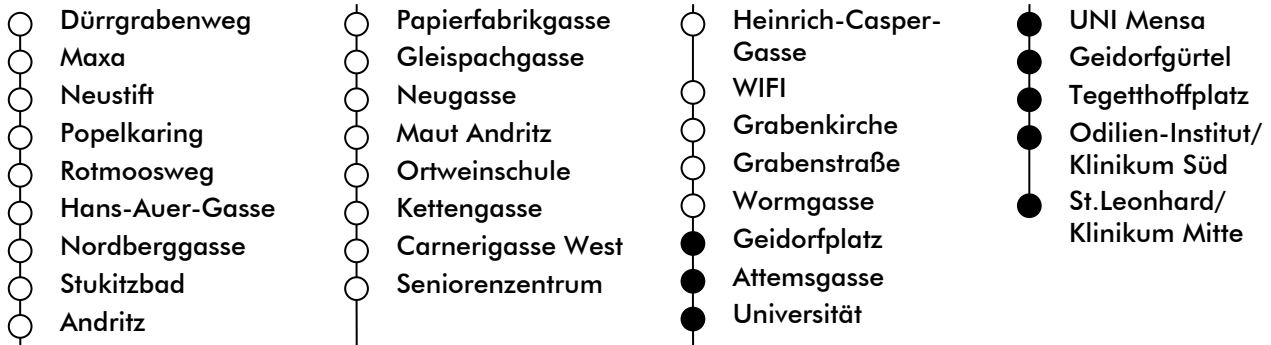 Dürrgrabenweg
Maxa
Neustift
Popelkaring
Rotmoosweg
Hans-Auer-Gasse
Nordberggasse
Stukitzbad
Andritz
Papierfabrikgasse
Gleispachgasse
Neugasse
Maut Andritz
Ortweinschule
Kettengasse
Carnerigasse West
Seniorenzentrum
Heinrich-Casper-
Gasse
WIFI
Grabenkirche
Grabenstraße
Wormgasse
Geidorfplatz
Attemsgasse
Universität
UNI Mensa
Geidorfgürtel
Tegetthoffplatz
Odilien-Institut/
Klinikum Süd
St.Leonhard/
Klinikum Mitte